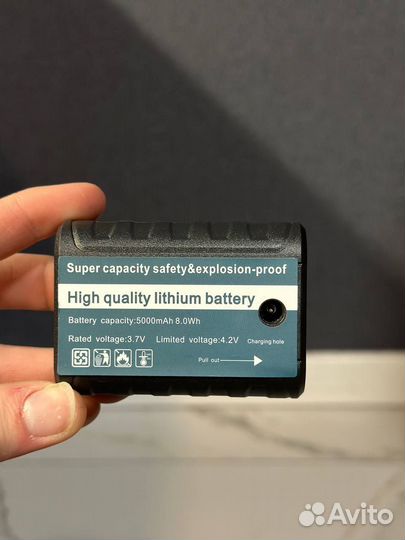 Super capacity safety&explosion-proof
High quality lithium battery
Battery capacity:5000mAh 8.0Wh
Rated voltage:3.7V Limited voltage:4.2V
Charging hole
Pull out
Avito